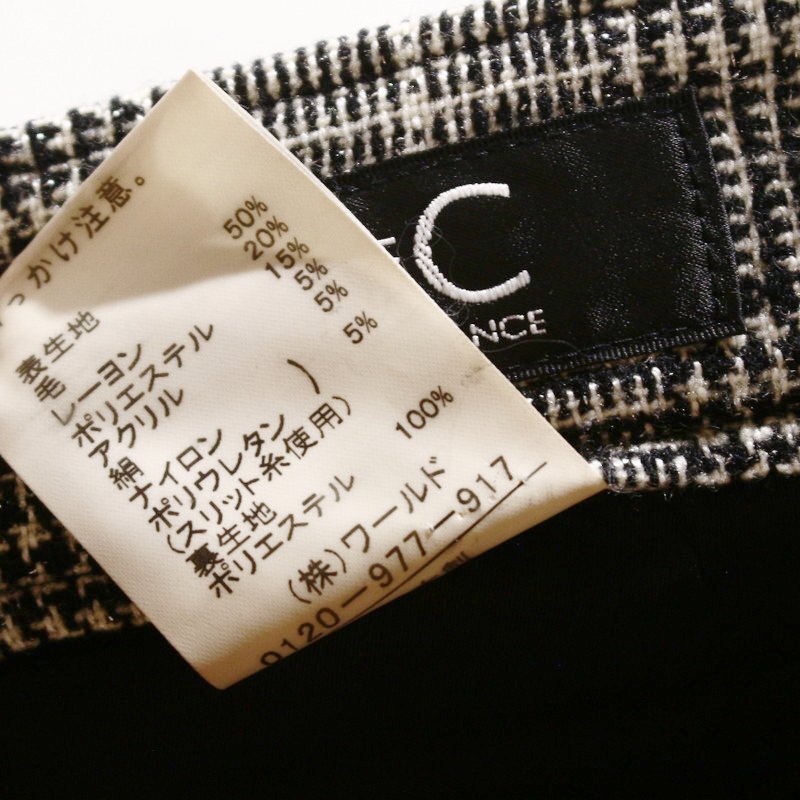 っかけ注意。
表生地
毛 50%
レーヨン 20%
ポリエステル 15%
アクリル 5%
絹 5%
ナイロン 5%
ポリウレタン
(スリット糸使用)
裏生地
ポリエステル 100%
(株)ワールド
0120-977-917
C
NCE